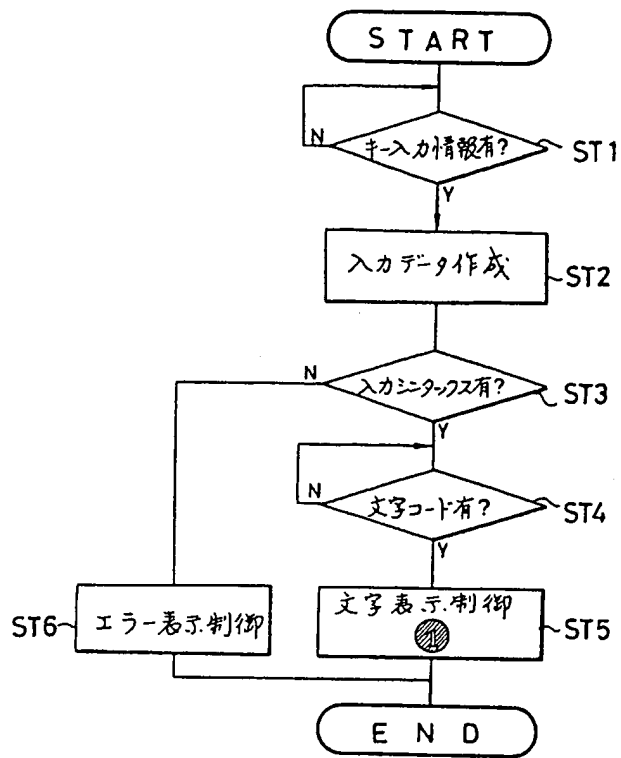 START
N
キー入力情報有?
ST1
Y
入力データ作成
ST2
N
入力シンタックス有?
ST3
Y
N
文字コード有?
ST4
Y
ST6
エラー表示制御
文字表示制御
ST5
END